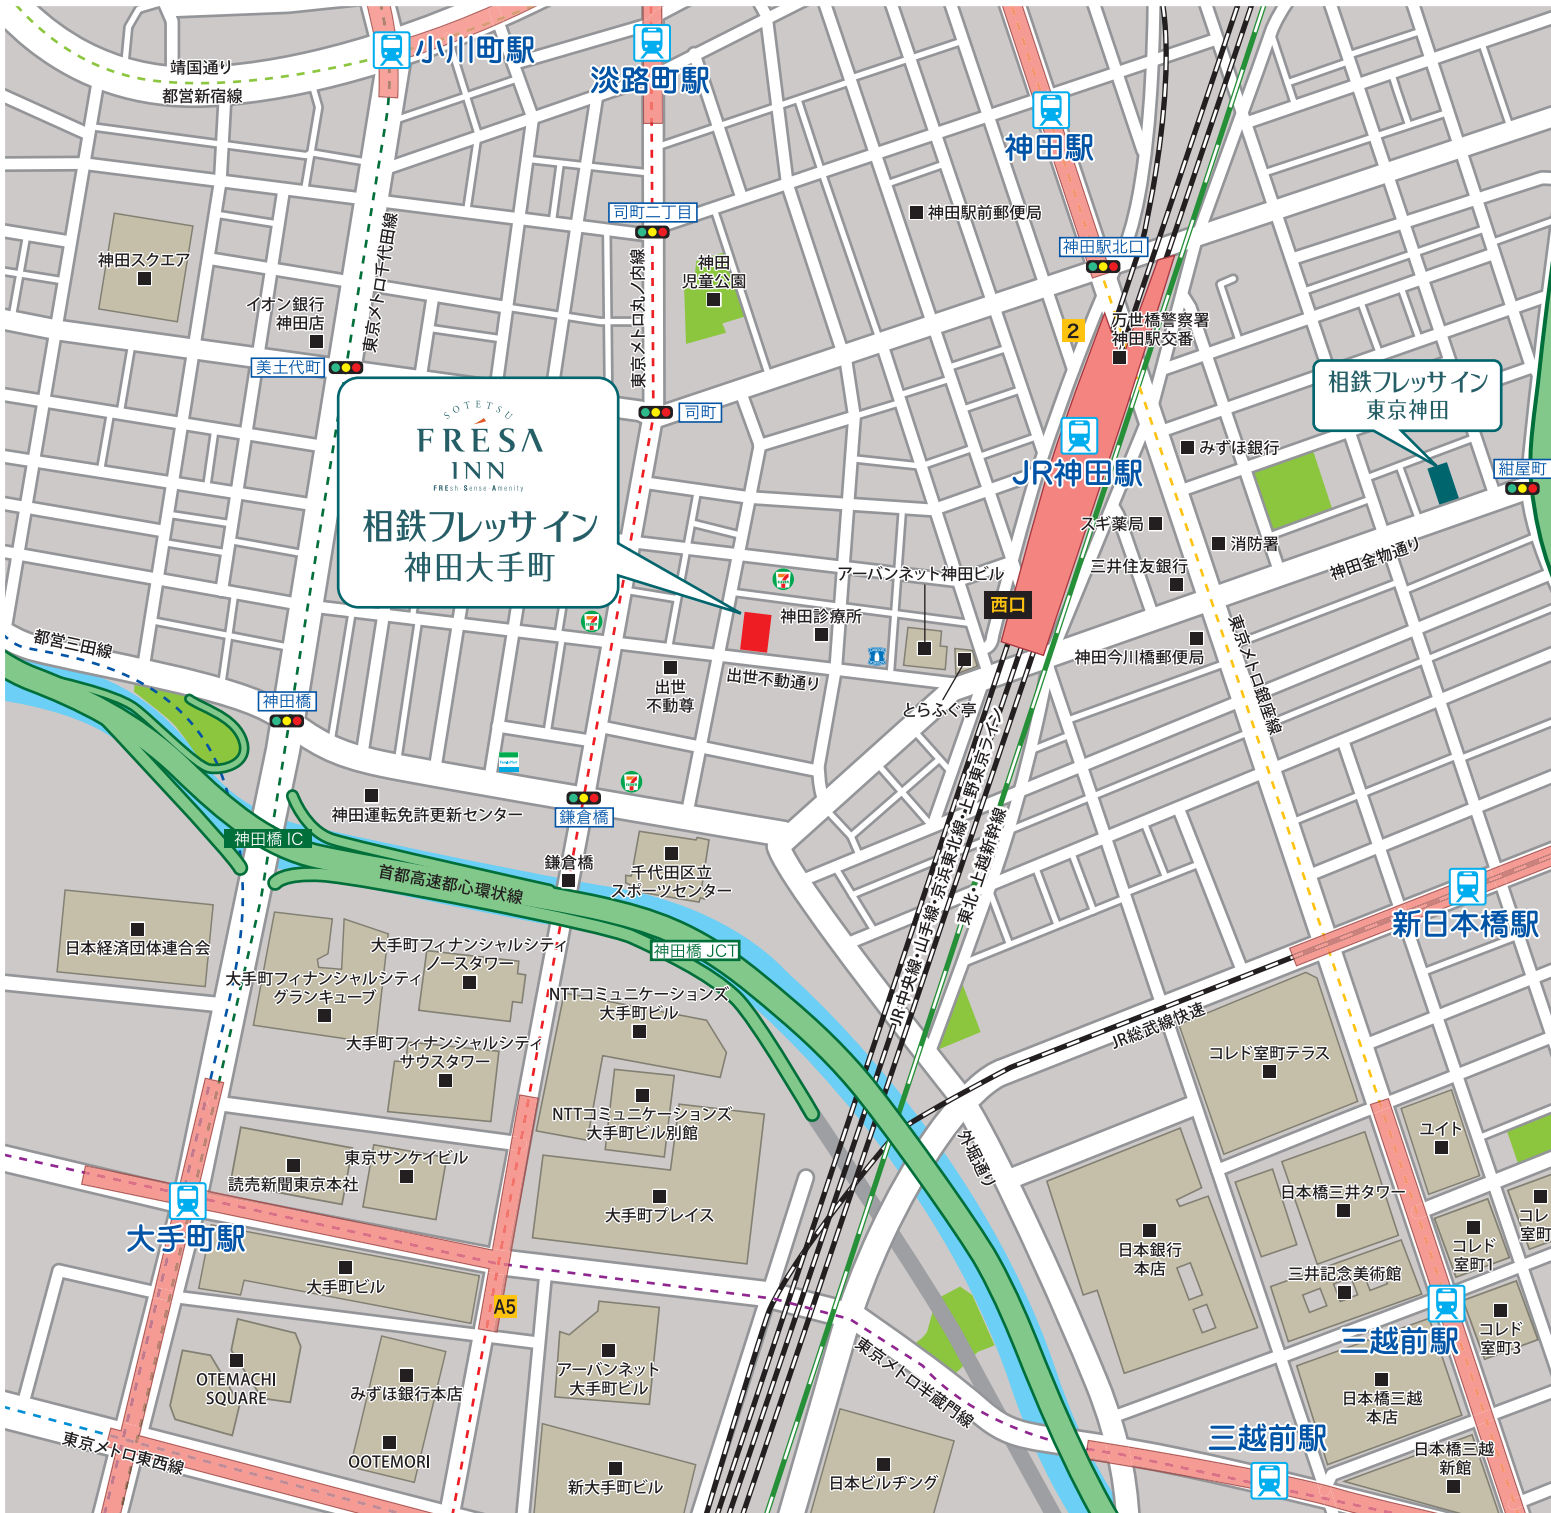 小川町駅
淡路町駅
靖国通り
都営新宿線
神田駅
司町二丁目
神田駅前郵便局
神田駅北口
東京メトロ千代田線
東京メトロ丸ノ内線
神田スクエア
神田
児童公園
イオン銀行
神田店
2
万世橋警察署
神田駅交番
美土代町
司町
相鉄フレッサイン
東京神田
SOTETSU
FRESA
INN
FREsh・Sense Amenity
相鉄フレッサイン
神田大手町
JR神田駅
みずほ銀行
紺屋町
スギ薬局
消防署
三井住友銀行
神田金物通り
アーバンネット神田ビル
西口
神田診療所
神田今川橋郵便局
東京メトロ銀座線
都営三田線
出世
不動尊
出世不動通り
とらふぐ亭
神田橋
7
7
7
FamilyMart
神田運転免許更新センター
鎌倉橋
神田橋 IC
首都高速都心環状線
鎌倉橋
千代田区立
スポーツセンター
JR中央線・山手線・京浜東北線・上野東京ライン
東北・上越新幹線
新日本橋駅
日本経済団体連合会
大手町フィナンシャルシティ
ノースタワー
神田橋 JCT
大手町フィナンシャルシティ
グランキューブ
NTTコミュニケーションズ
大手町ビル
大手町フィナンシャルシティ
サウスタワー
JR総武線快速
コレド室町テラス
NTTコミュニケーションズ
大手町ビル別館
外堀通り
ユイト
東京サンケイビル
読売新聞東京本社
大手町プレイス
日本橋三井タワー
コレ
室町
大手町駅
日本銀行
本店
コレド
室町1
大手町ビル
三井記念美術館
A5
三越前駅
コレド
室町3
アーバンネット
大手町ビル
東京メトロ半蔵門線
OTEMACHI
SQUARE
みずほ銀行本店
日本橋三越
本店
東京メトロ東西線
OOTEMORI
三越前駅
日本橋三越
新館
新大手町ビル
日本ビルヂング